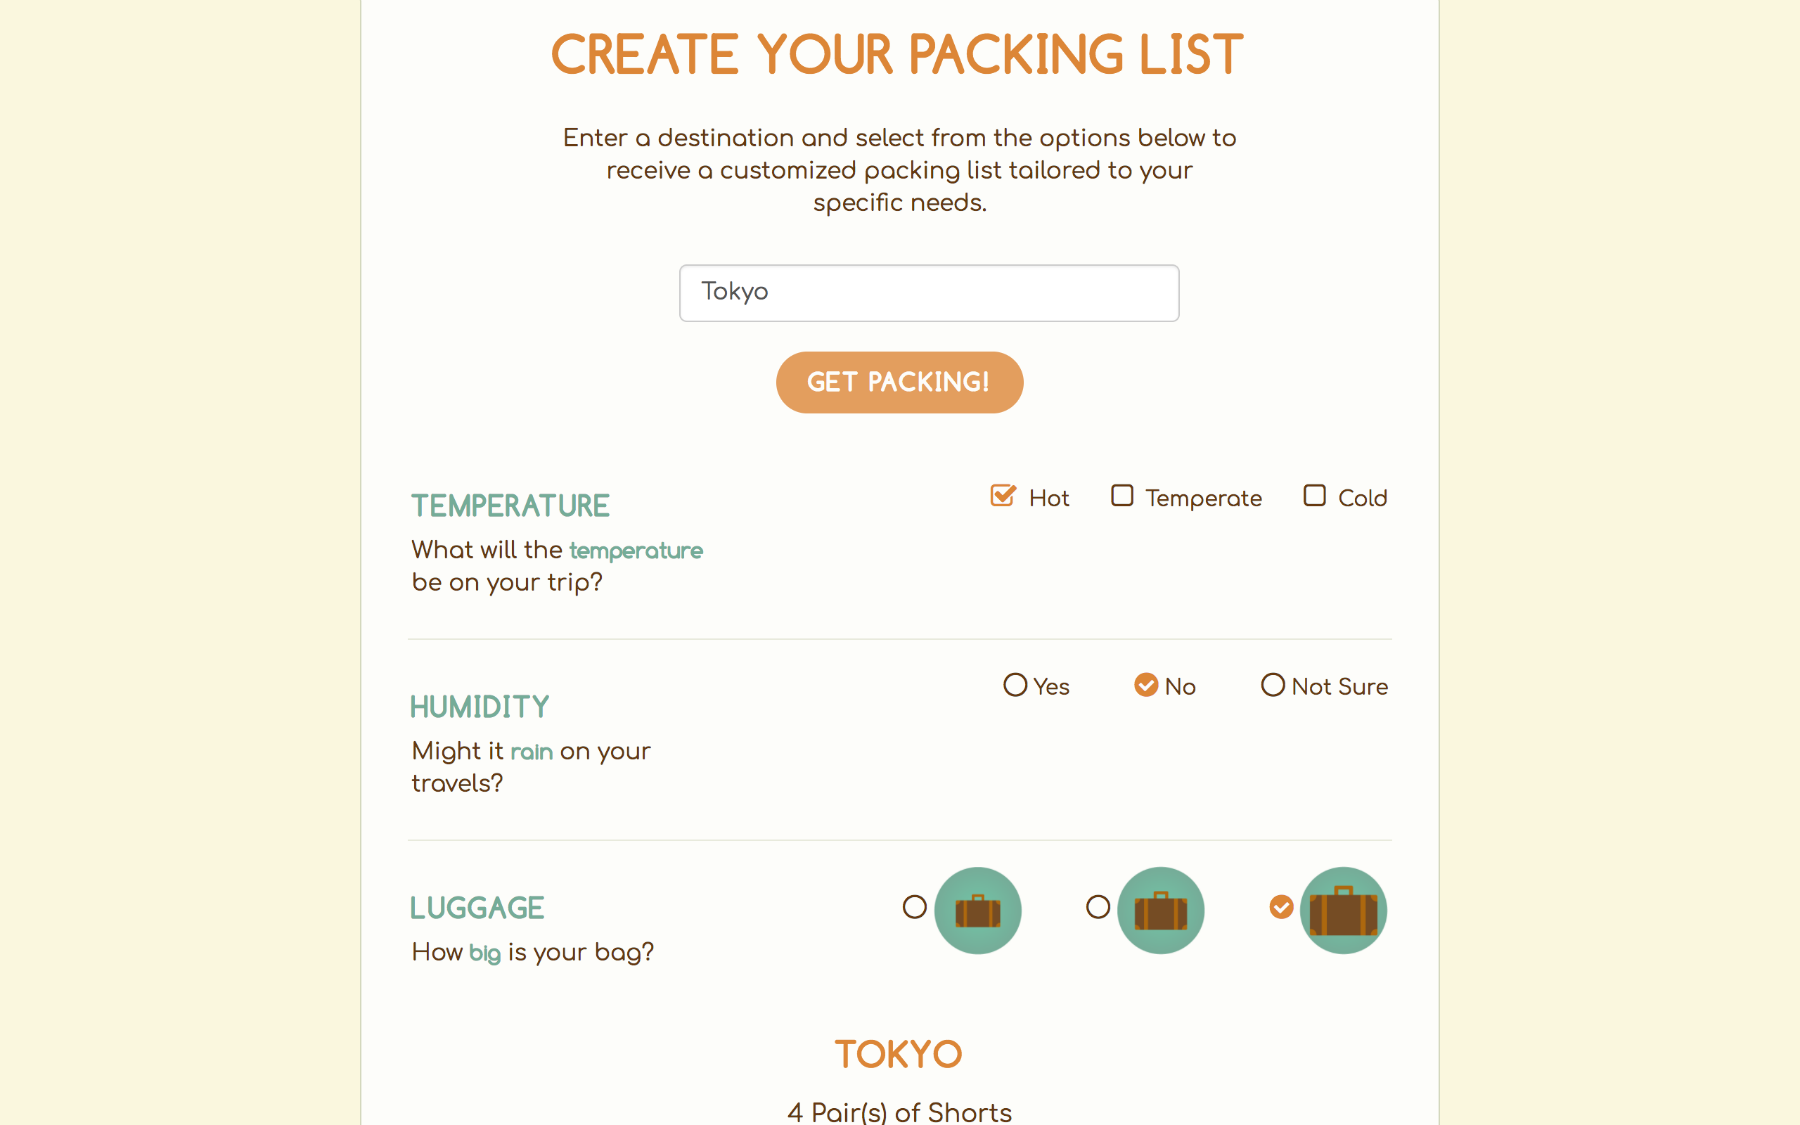 CREATE YOUR PACKING LIST
Enter a destination and select from the options below to
receive a customized packing list tailored to your
specific needs.
Tokyo
GET PACKING!
TEMPERATURE
Hot Temperate Cold
What will the temperature
be on your trip?
HUMIDITY
Yes No Not Sure
Might it rain on your
travels?
LUGGAGE
How big is your bag?
TOKYO
4 Pair(s) of Shorts